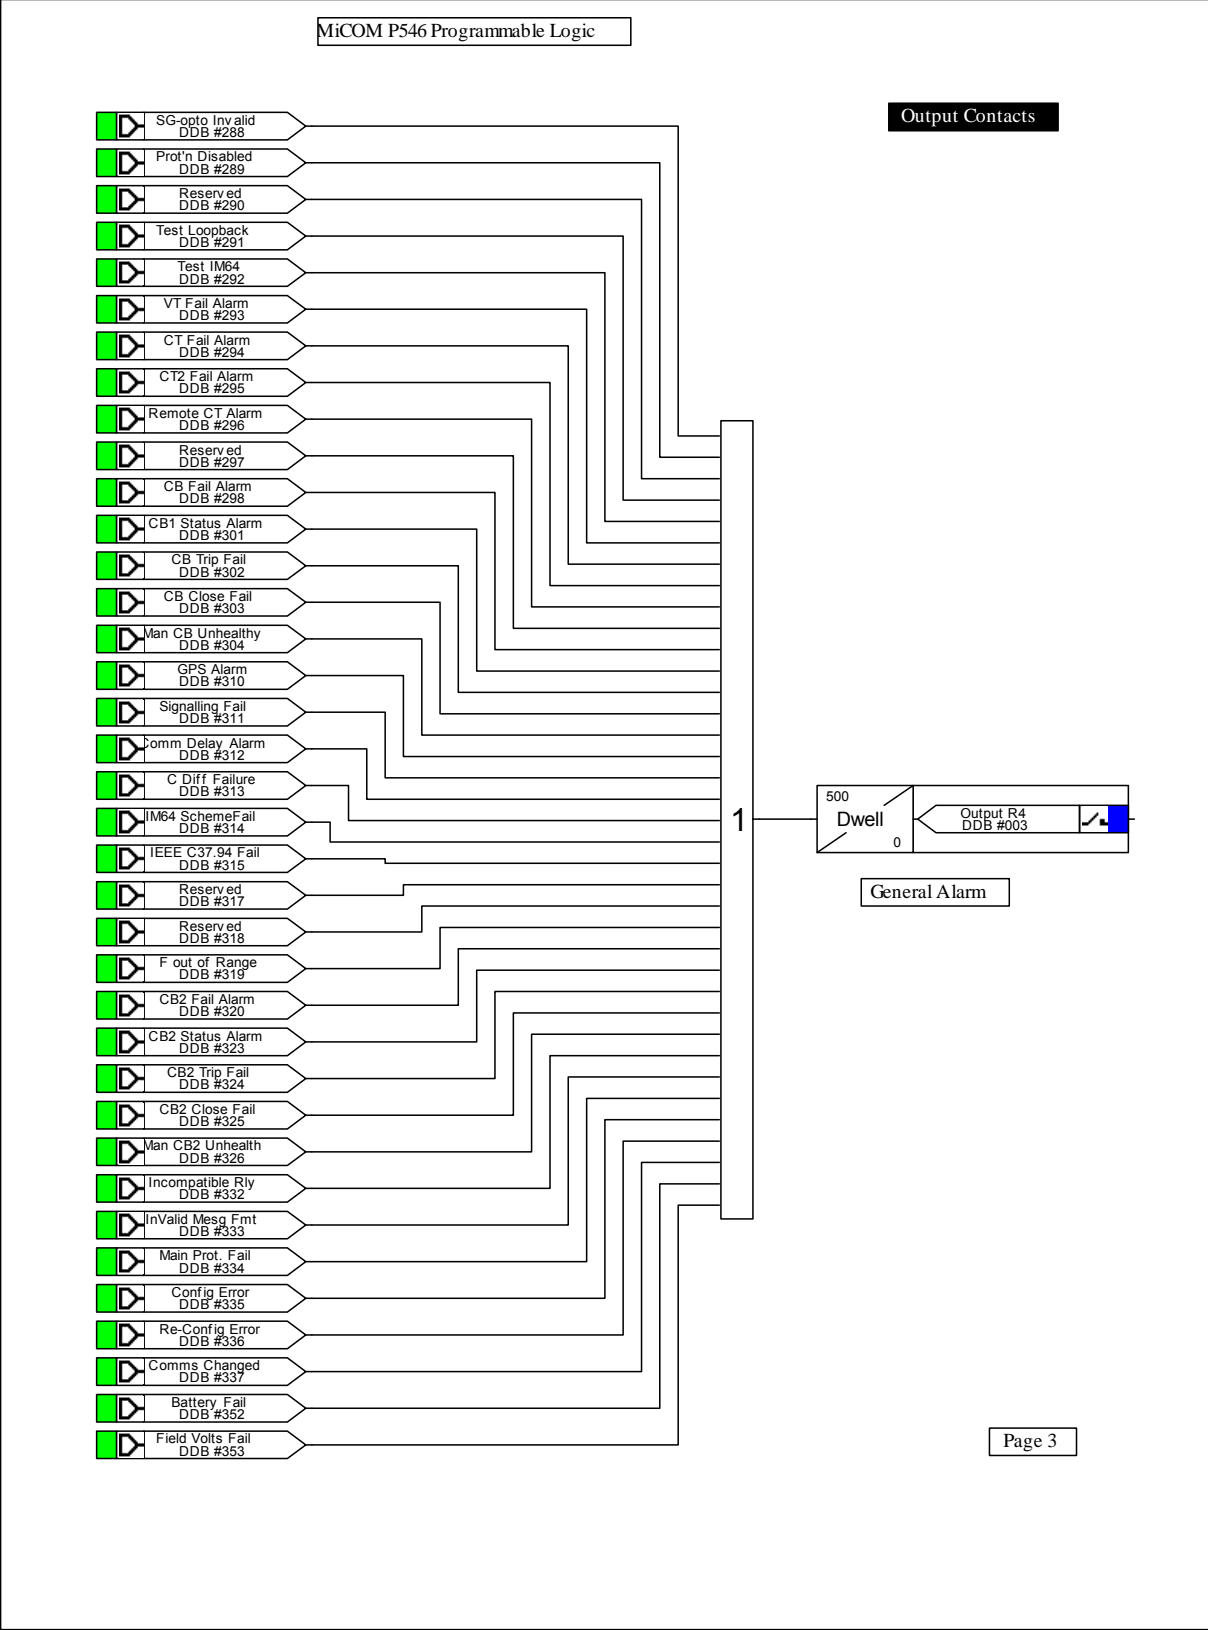 MiCOM P546 Programmable Logic
Output Contacts
SG-opto Invalid
DDB #288
Prot'n Disabled
DDB #289
Reserved
DDB #290
Test Loopback
DDB #291
Test IM64
DDB #292
VT Fail Alarm
DDB #293
CT Fail Alarm
DDB #294
CT2 Fail Alarm
DDB #295
Remote CT Alarm
DDB #296
Reserved
DDB #297
CB Fail Alarm
DDB #298
CB1 Status Alarm
DDB #301
CB Trip Fail
DDB #302
CB Close Fail
DDB #303
Man CB Unhealthy
DDB #304
GPS Alarm
DDB #310
Signalling Fail
DDB #311
Comm Delay Alarm
DDB #312
C Diff Failure
DDB #313
IM64 SchemeFail
DDB #314
IEEE C37.94 Fail
DDB #315
Reserved
DDB #317
Reserved
DDB #318
F out of Range
DDB #319
CB2 Fail Alarm
DDB #320
CB2 Status Alarm
DDB #323
CB2 Trip Fail
DDB #324
CB2 Close Fail
DDB #325
Man CB2 Unhealth
DDB #326
Incompatible Rly
DDB #332
InValid Mesg Fmt
DDB #333
Main Prot. Fail
DDB #334
Config Error
DDB #335
Re-Config Error
DDB #336
Comms Changed
DDB #337
Battery Fail
DDB #352
Field Volts Fail
DDB #353
1
500
Dwell
0
Output R4
DDB #003
General Alarm
Page 3